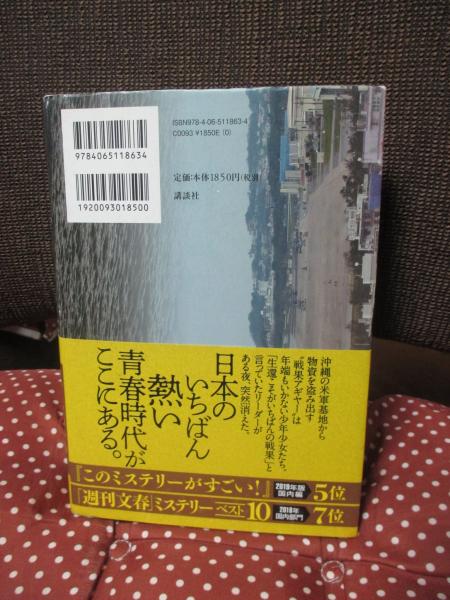 ISBN978-4-06-511863-4
C0093 ¥1850E (0)
9784065118634
1920093018500
定価:本体1850円(税別)
講談社
沖縄の米軍基地から
物資を盗み出す
“戦果アギヤー”は
年端もいかない少年少女たち。
「生還こそがいちばんの戦果」と
言っていたリーダーが
ある夜、突然消えた。
日本の
いちばん
熱い
青春時代が
ここにある。
『このミステリーがすごい!』2019年版 国内編 5位
「週刊文春」ミステリーベスト10 2018年 国内部門 7位